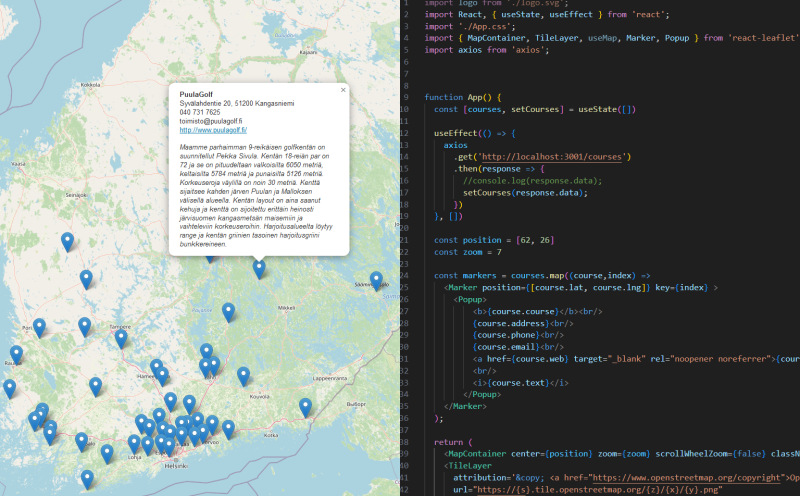 Kajaani
Vaasa
Seinäjoki
PuulaGolf
×
Syvälahdentie 20, 51200 Kangasniemi
040 731 7625
toimisto@puulagolf.fi
http://www.puulagolf.fi/
Maamme parhaimman 9-reikäisen golfkentän on
suunnitellut Pekka Sivula. Kentän 18-reiän par on
72 ja se on pituudeltaan valkoisilta 6050 metriä,
keltaisilta 5784 metriä ja punaisilta 5126 metriä.
Korkeuseroja väylillä on noin 30 metriä. Kenttä
sijaitsee kahden järven Puulan ja Malloksen
välisellä alueella. Kentän layout on aina saanut
kehuja ja kenttä on sijoitettu erittäin heinosti
järvisuomen kangasmetsän maisemiin ja
vaihteleviin korkeuseroihin. Harjoitusalueelta löytyy
range ja kentän griinien tasoinen harjoitusgriini
bunkkereineen.
Mikkeli
Pori
Tampere
Lappeenranta
Kouvola
Выборг
Kotka
Lohja
Porvoo
Helsinki
1 import logo from './logo.svg';
2 import React, { useState, useEffect } from 'react';
3 import './App.css';
4 import { MapContainer, TileLayer, useMap, Marker, Popup } from 'react-leaflet'
5 import axios from 'axios';
6
7
8
9 function App() {
10 const [courses, setCourses] = useState([])
11
12 useEffect(() => {
13 axios
14 .get('http://localhost:3001/courses')
15 .then(response => {
16 //console.log(response.data);
17 setCourses(response.data);
18 })
19 }, [])
20
21 const position = [62, 26]
22 const zoom = 7
23
24 const markers = courses.map((course,index) =>
25 <Marker position={[course.lat, course.lng]} key={index} >
26 <Popup>
27 <b>{course.course}</b><br/>
28 {course.address}<br/>
29 {course.phone}<br/>
30 {course.email}<br/>
31 <a href={course.web} target="_blank" rel="noopener noreferrer">{cours
32 <br/>
33 <i>{course.text}</i>
34 </Popup>
35 </Marker>
36 );
37
38 return (
39 <MapContainer center={position} zoom={zoom} scrollWheelZoom={false} classN
40 <TileLayer
41 attribution='&copy; <a href="https://www.openstreetmap.org/copyright">Op
42 url="https://{s}.tile.openstreetmap.org/{z}/{x}/{y}.png"